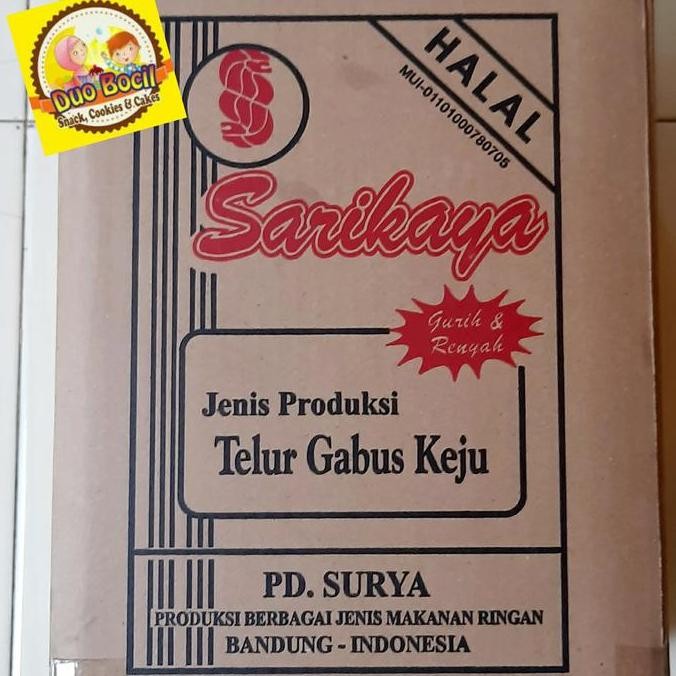 Duo Bocil
Snack, Cookies & Cakes
HALAL
MUI-01101000780705
Sarikaya
Gurih &
Renyah
Jenis Produksi
Telur Gabus Keju
PD. SURYA
PRODUKSI BERBAGAI JENIS MAKANAN RINGAN
BANDUNG - INDONESIA